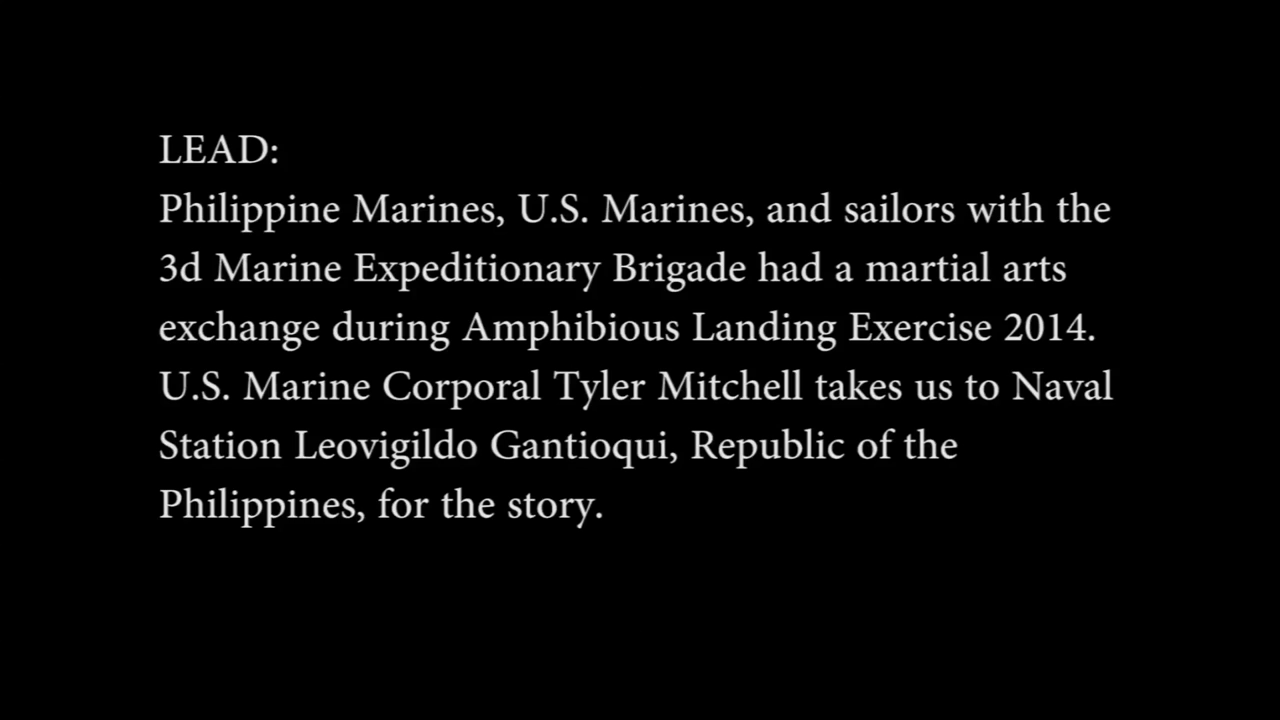 LEAD:
Philippine Marines, U.S. Marines, and sailors with the
3d Marine Expeditionary Brigade had a martial arts
exchange during Amphibious Landing Exercise 2014.
U.S. Marine Corporal Tyler Mitchell takes us to Naval
Station Leovigildo Gantioqui, Republic of the
Philippines, for the story.